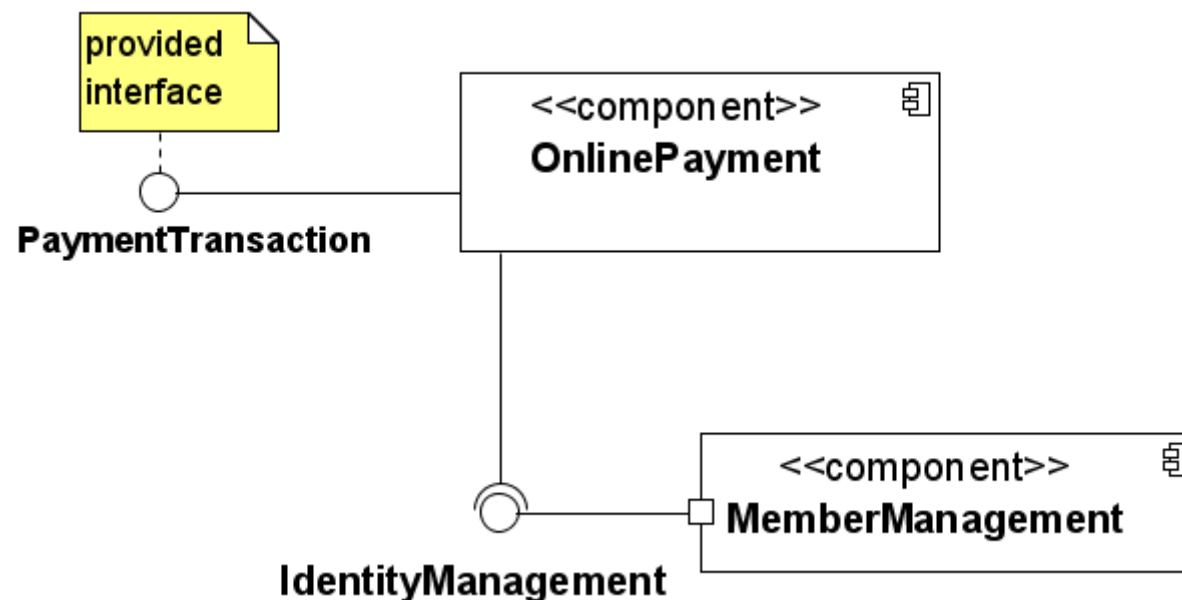 provided
interface
<<component>>
OnlinePayment
PaymentTransaction
<<component>>
MemberManagement
IdentityManagement